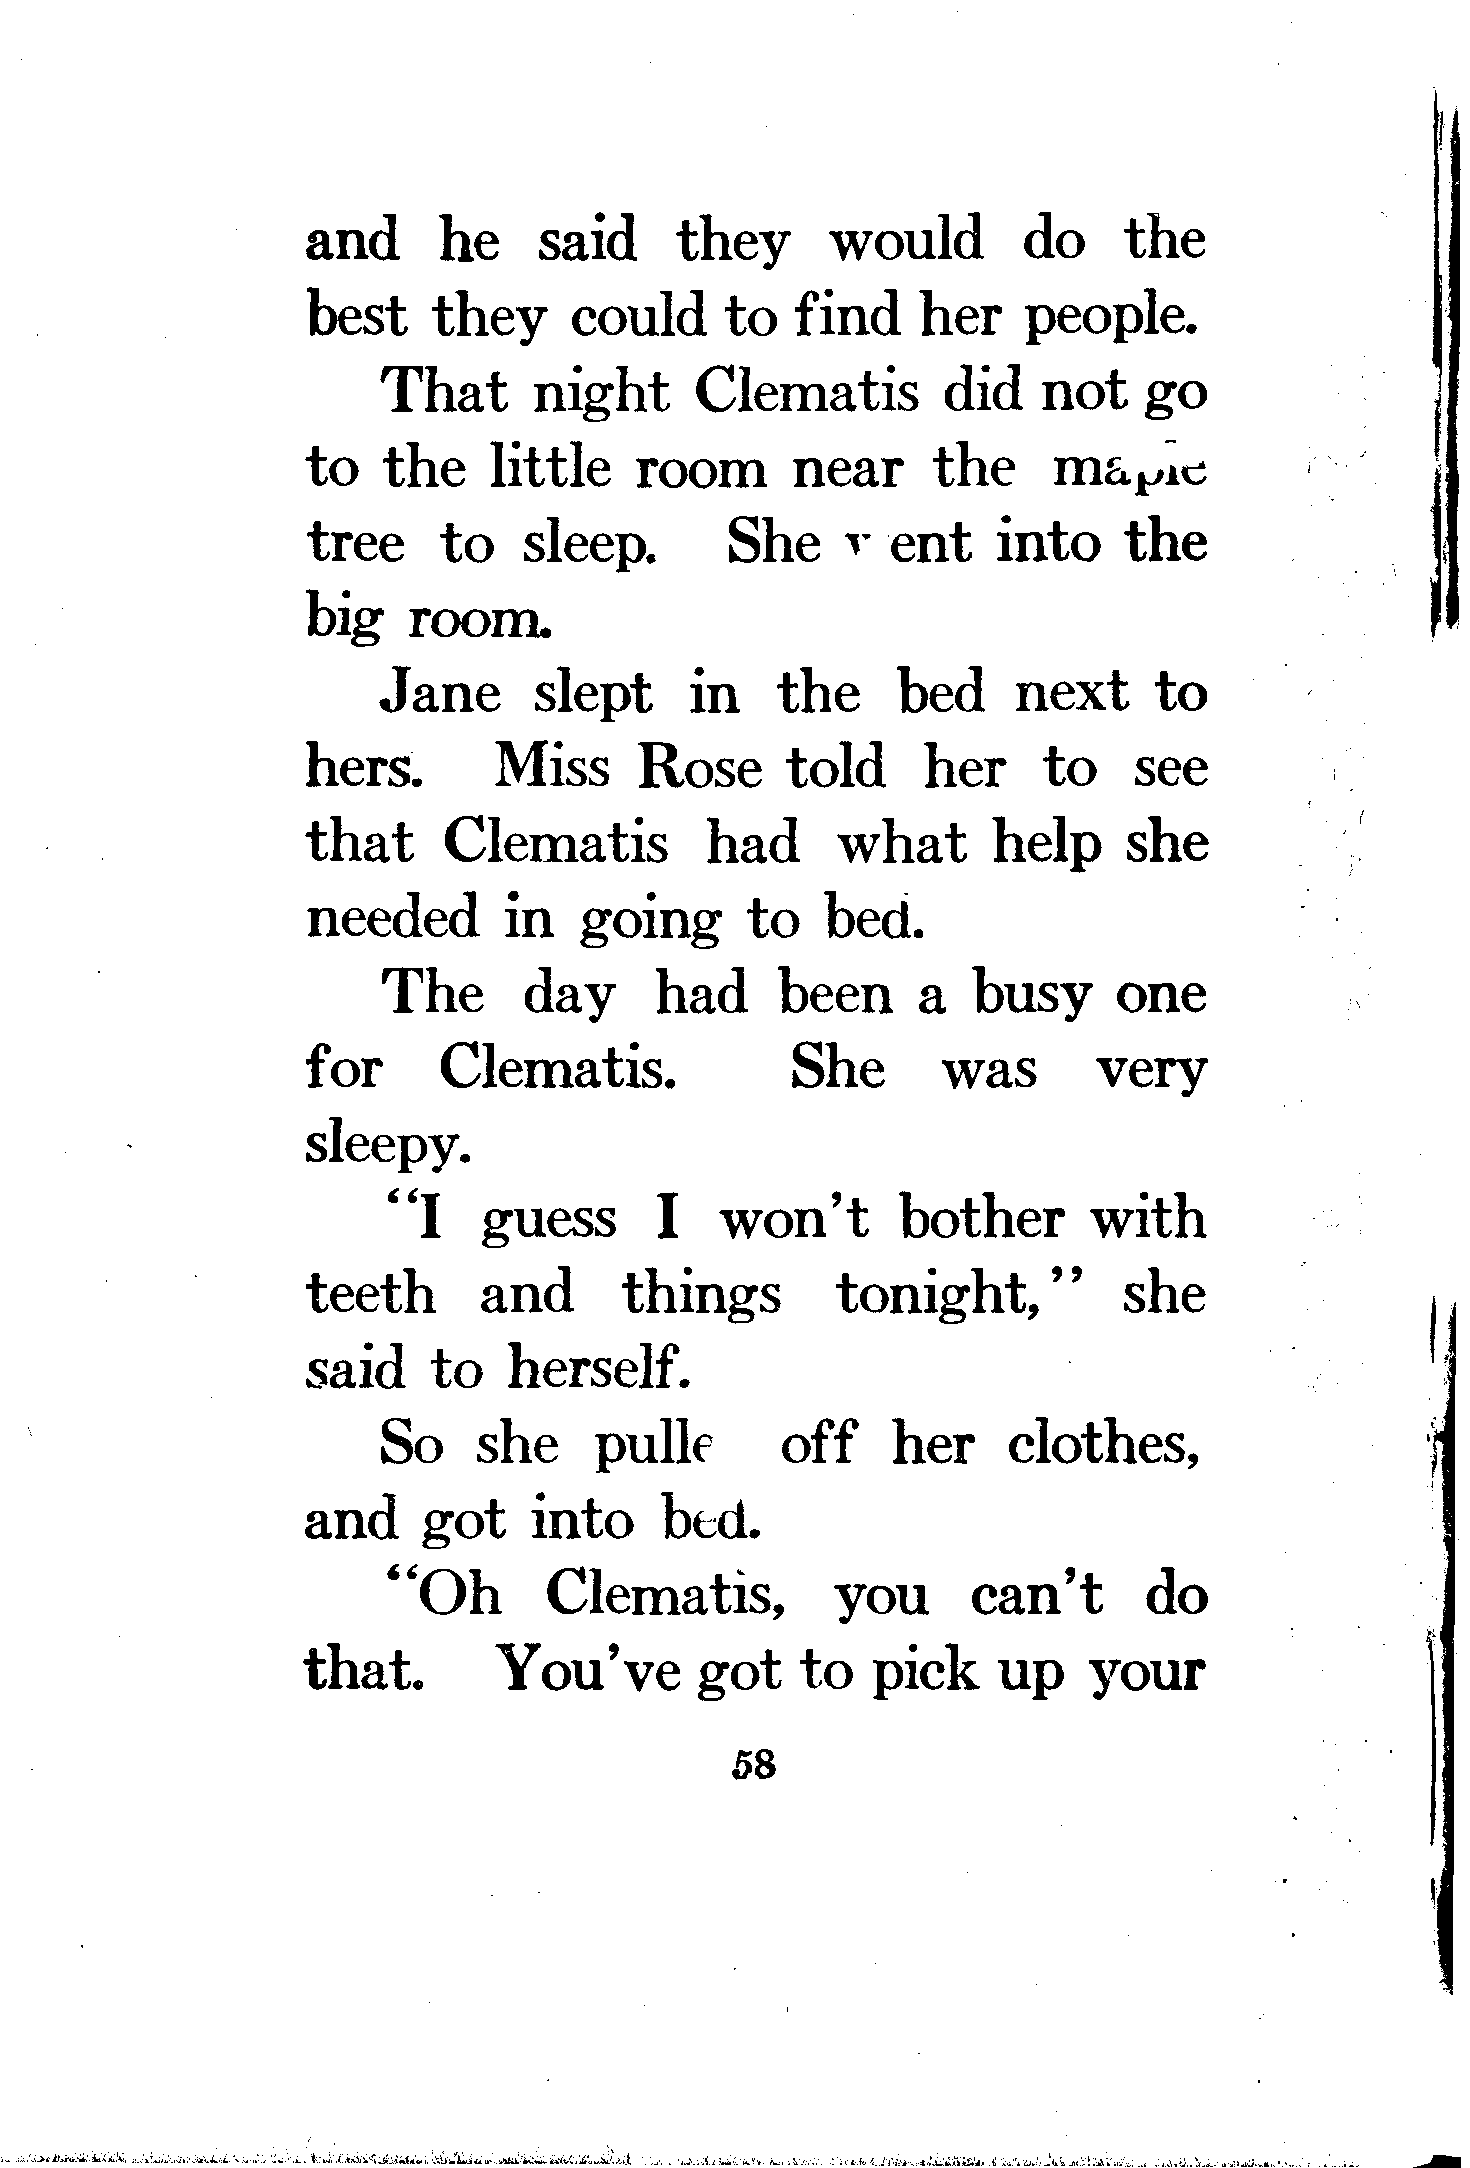 and he said they would do the
best they could to find her people.
That night Clematis did not go
to the little room near the maple
tree to sleep. She went into the
big room.
Jane slept in the bed next to
hers. Miss Rose told her to see
that Clematis had what help she
needed in going to bed.
The day had been a busy one
for Clematis. She was very
sleepy.
“I guess I won’t bother with
teeth and things tonight,” she
said to herself.
So she pulled off her clothes,
and got into bed.
“Oh Clematis, you can’t do
that. You’ve got to pick up your
58